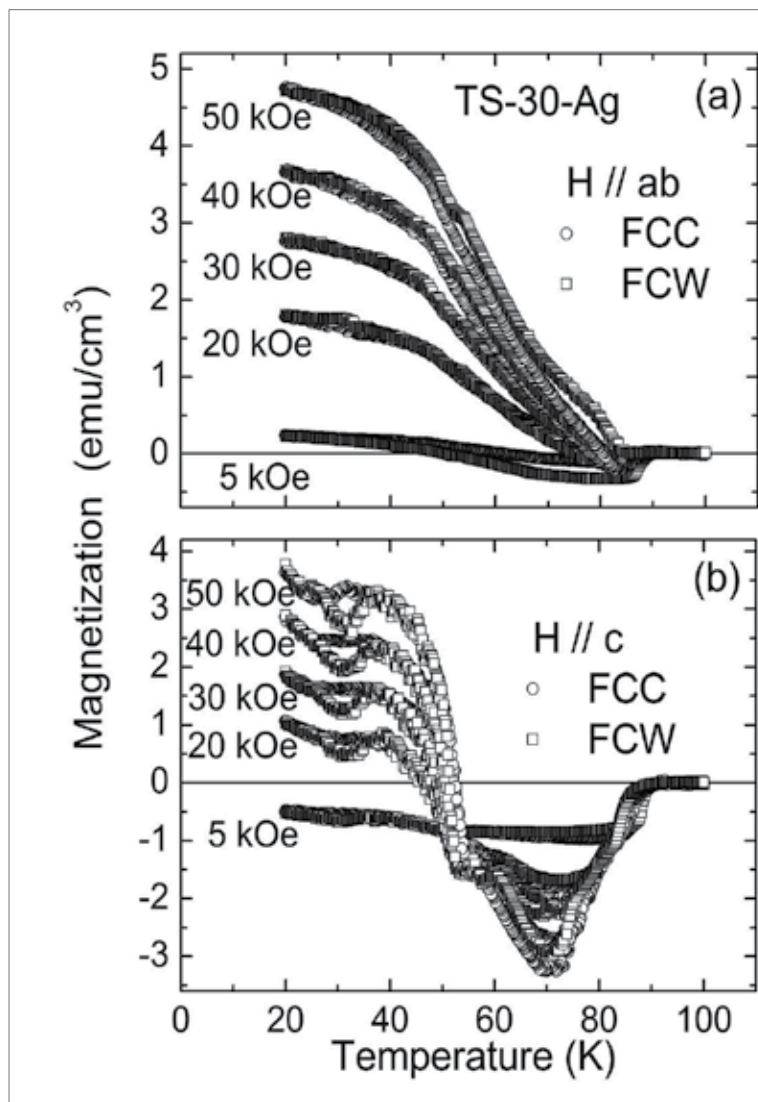 5
4
3
2
1
0
50 kOe
40 kOe
30 kOe
20 kOe
5 kOe
TS-30-Ag
(a)
H // ab
FCC
FCW
Magnetization (emu/cm³)
4
3
2
1
0
-1
-2
-3
50 kOe
40 kOe
30 kOe
20 kOe
5 kOe
(b)
H // c
FCC
FCW
0 20 40 60 80 100
Temperature (K)